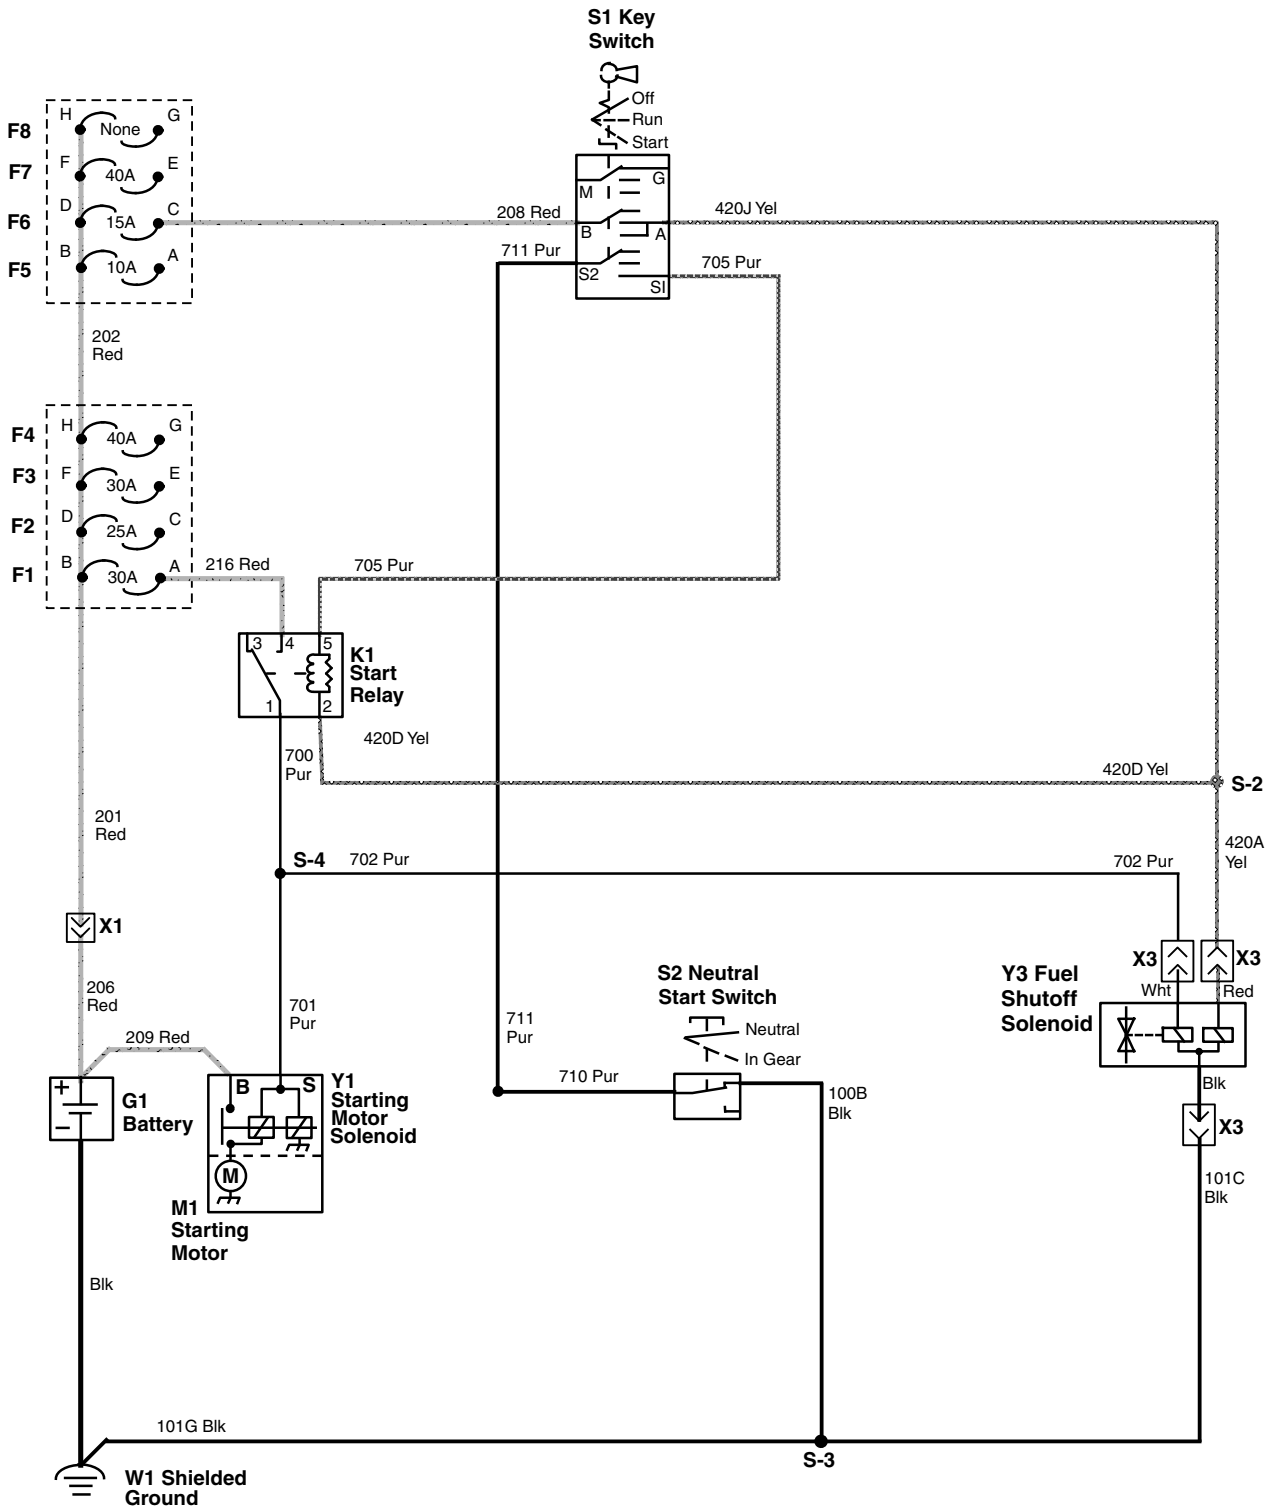 S1 Key
Switch
Off
Run
Start
H
G
F8
None
F
E
F7
40A
D
C
F6
15A
B
A
F5
10A
208 Red
711 Pur
M
G
B
A
S2
SI
420J Yel
705 Pur
202
Red
H
G
F4
40A
F
E
F3
30A
D
C
F2
25A
B
A
F1
30A
216 Red
705 Pur
3
4
5
1
2
K1
Start
Relay
420D Yel
700
Pur
420D Yel
S-2
201
Red
420A
Yel
S-4
702 Pur
702 Pur
X1
X3
X3
Wht
Red
206
Red
209 Red
701
Pur
711
Pur
S2 Neutral
Start Switch
Neutral
In Gear
Y3 Fuel
Shutoff
Solenoid
Blk
X3
101C
Blk
710 Pur
100B
Blk
+
–
G1
Battery
B
S
M
Y1
Starting
Motor
Solenoid
M1
Starting
Motor
Blk
101G Blk
S-3
W1 Shielded
Ground